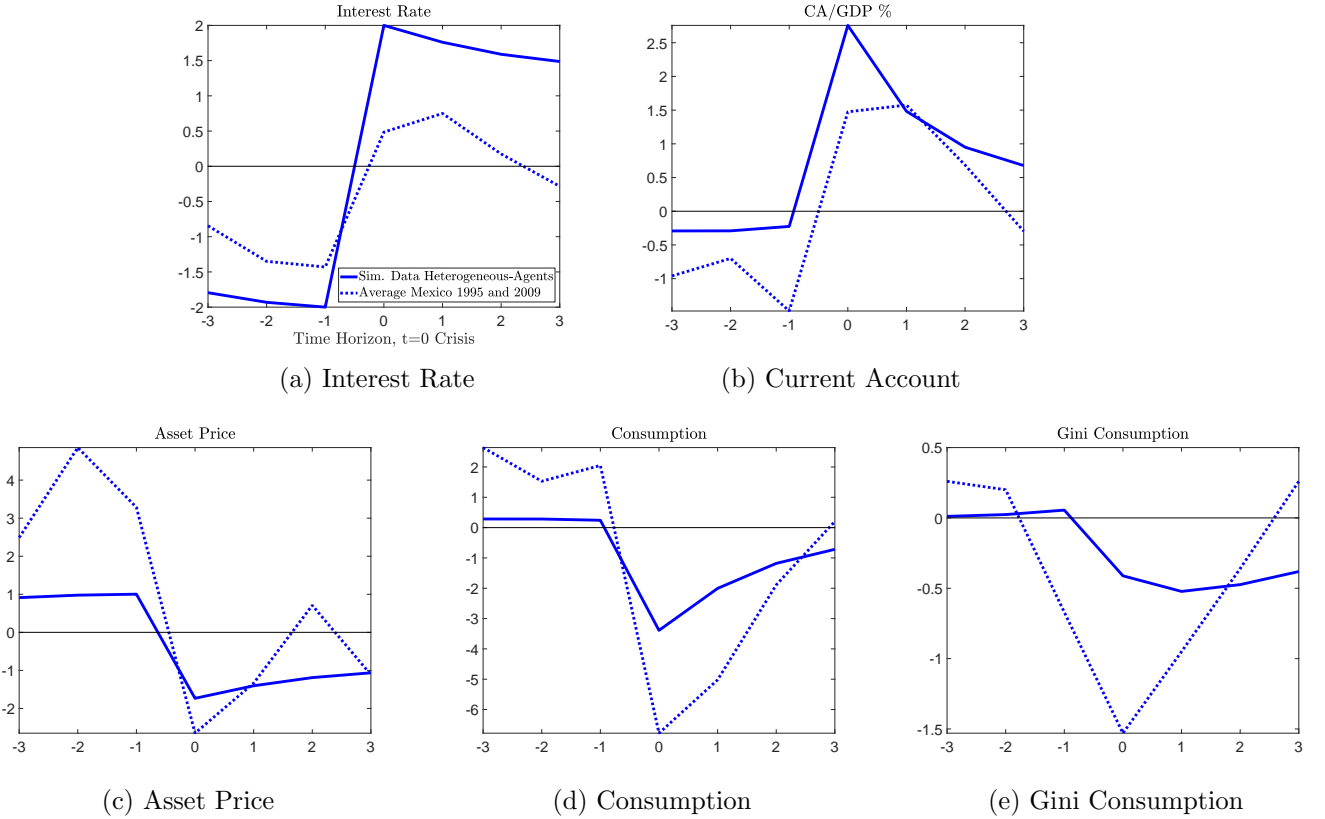 Interest Rate
2
1.5
1
0.5
0
-0.5
-1
-1.5
-2
Sim. Data Heterogeneous-Agents
Average Mexico 1995 and 2009
-3 -2 -1 0 1 2 3
Time Horizon, t=0 Crisis
(a) Interest Rate
CA/GDP %
2.5
2
1.5
1
0.5
0
-0.5
-1
-3 -2 -1 0 1 2 3
(b) Current Account
Asset Price
4
3
2
1
0
-1
-2
-3 -2 -1 0 1 2 3
(c) Asset Price
Consumption
2
1
0
-1
-2
-3
-4
-5
-6
-3 -2 -1 0 1 2 3
(d) Consumption
Gini Consumption
0.5
0
-0.5
-1
-1.5
-3 -2 -1 0 1 2 3
(e) Gini Consumption